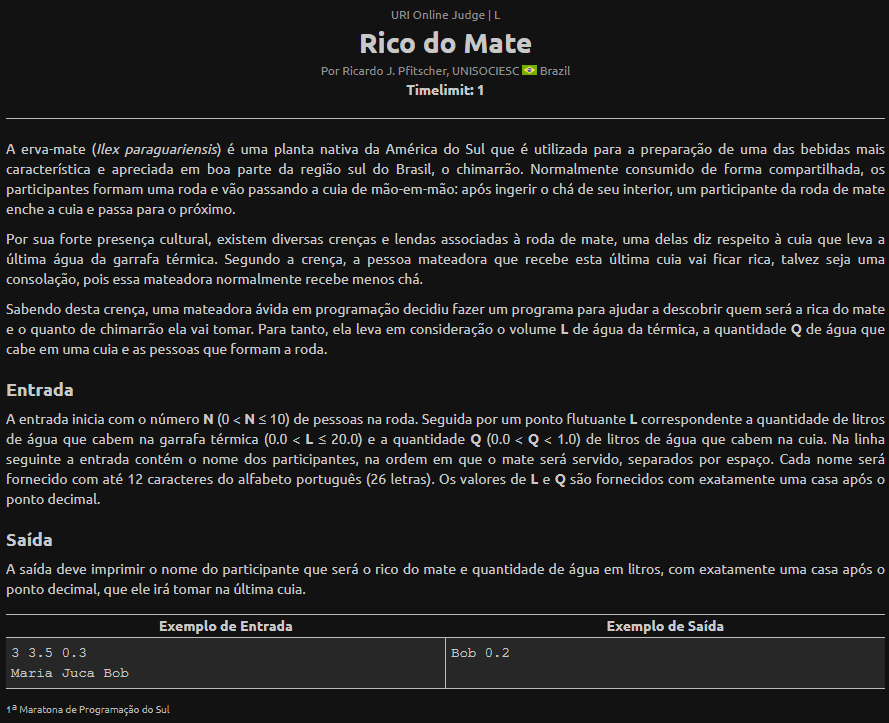 URI Online Judge | L
Rico do Mate
Por Ricardo J. Pfitscher, UNISOCIESC Brazil
Timelimit: 1
A erva-mate (Ilex paraguariensis) é uma planta nativa da América do Sul que é utilizada para a preparação de uma das bebidas mais
característica e apreciada em boa parte da região sul do Brasil, o chimarrão. Normalmente consumido de forma compartilhada, os
participantes formam uma roda e vão passando a cuia de mão-em-mão: após ingerir o chá de seu interior, um participante da roda de mate
enche a cuia e passa para o próximo.
Por sua forte presença cultural, existem diversas crenças e lendas associadas à roda de mate, uma delas diz respeito à cuia que leva a
última água da garrafa térmica. Segundo a crença, a pessoa mateadora que recebe esta última cuia vai ficar rica, talvez seja uma
consolação, pois essa mateadora normalmente recebe menos chá.
Sabendo desta crença, uma mateadora ávida em programação decidiu fazer um programa para ajudar a descobrir quem será a rica do mate
e o quanto de chimarrão ela vai tomar. Para tanto, ela leva em consideração o volume L de água da térmica, a quantidade Q de água que
cabe em uma cuia e as pessoas que formam a roda.
Entrada
A entrada inicia com o número N (0 < N ≤ 10) de pessoas na roda. Seguida por um ponto flutuante L correspondente a quantidade de litros
de água que cabem na garrafa térmica (0.0 < L ≤ 20.0) e a quantidade Q (0.0 < Q < 1.0) de litros de água que cabem na cuia. Na linha
seguinte a entrada contém o nome dos participantes, na ordem em que o mate será servido, separados por espaço. Cada nome será
fornecido com até 12 caracteres do alfabeto português (26 letras). Os valores de L e Q são fornecidos com exatamente uma casa após o
ponto decimal.
Saída
A saída deve imprimir o nome do participante que será o rico do mate e quantidade de água em litros, com exatamente uma casa após o
ponto decimal, que ele irá tomar na última cuia.
Exemplo de Entrada Exemplo de Saída
3 3.5 0.3 Bob 0.2
Maria Juca Bob
1ª Maratona de Programação do Sul